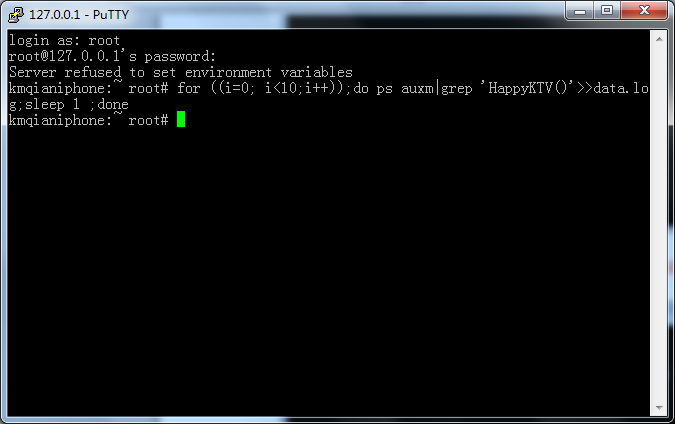 127.0.0.1 - PuTTY
login as: root
root@127.0.0.1's password:
Server refused to set environment variables
kmqianiphone:~ root# for ((i=0; i<10;i++));do ps auxm|grep 'HappyKTV()'>>data.lo
g;sleep 1 ;done
kmqianiphone:~ root#